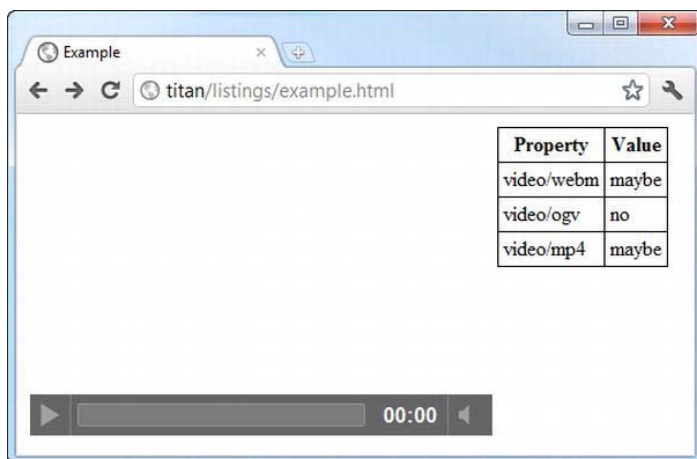 Example
titan/listings/example.html
Property Value
video/webm maybe
video/ogv no
video/mp4 maybe
00:00